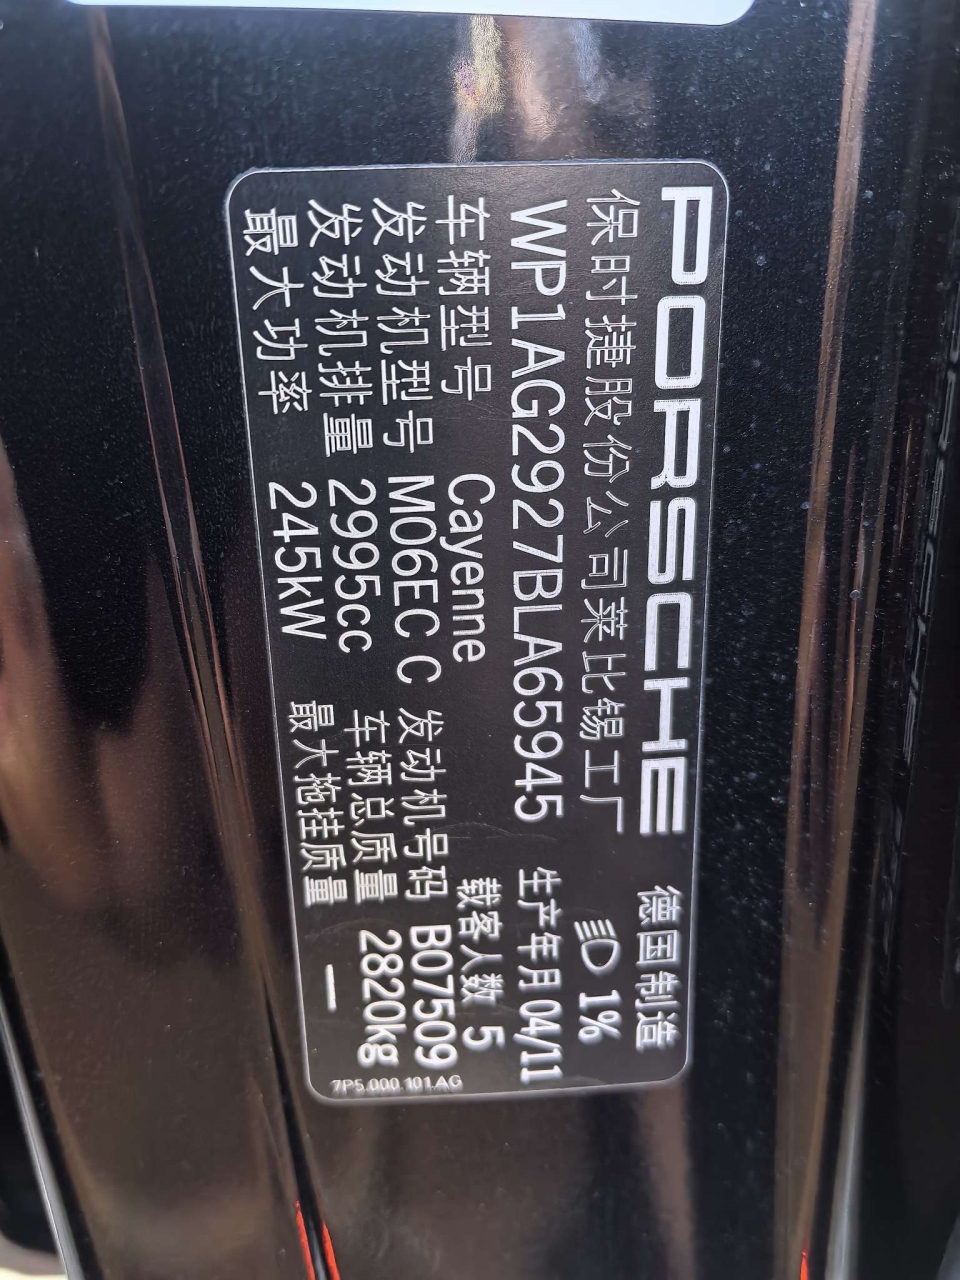 PORSCHE 德国制造
保时捷股份公司莱比锡工厂 1%
WP1AG2927BLA65945 生产年月 04/11
车辆型号 Cayenne 载客人数 5
发动机型号 M06EC C 发动机号码 B07509
发动机排量 2995cc 车辆总质量 2820kg
最大功率 245kW 最大拖挂质量 —
7P5.000.101.AG